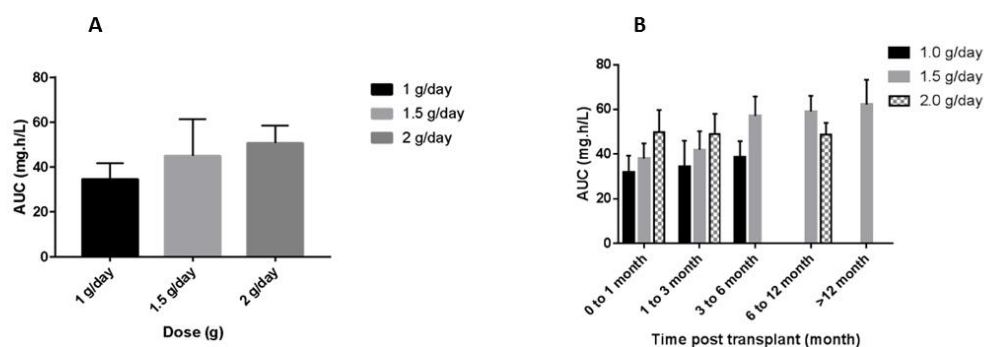 A
80
60
40
20
0
AUC (mg.h/L)
1 g/day
1.5 g/day
2 g/day
Dose (g)
1 g/day
1.5 g/day
2 g/day
B
80
60
40
20
0
AUC (mg.h/L)
0 to 1 month
1 to 3 month
3 to 6 month
6 to 12 month
>12 month
Time post transplant (month)
1.0 g/day
1.5 g/day
2.0 g/day